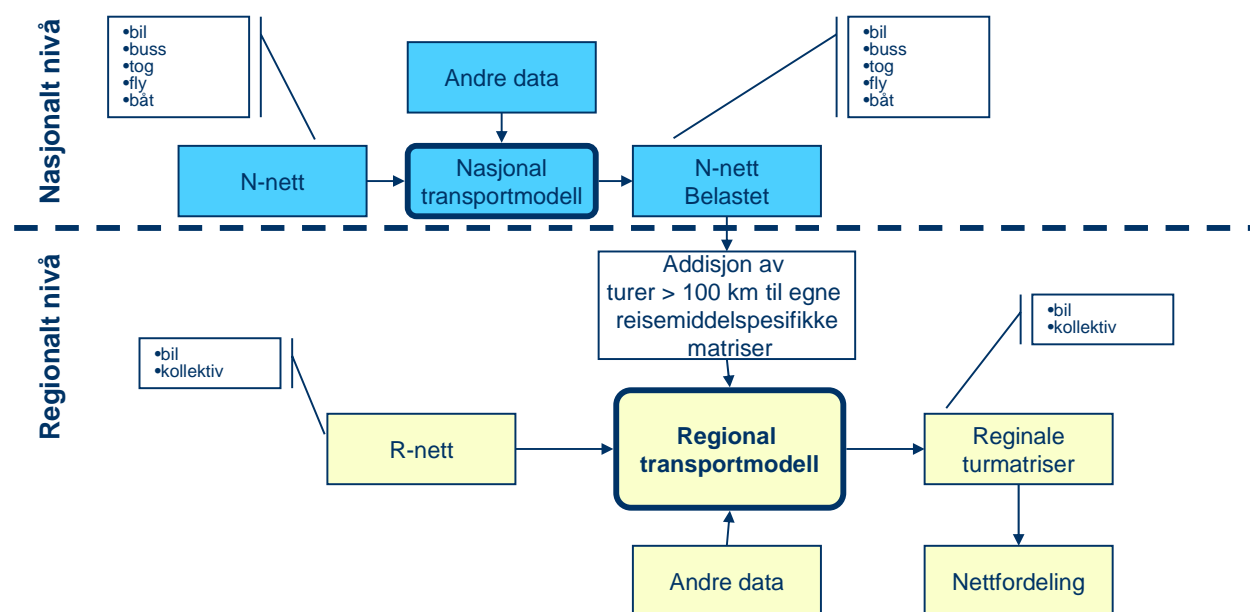 Nasjonalt nivå
•bil
•buss
•tog
•fly
•båt
Andre data
•bil
•buss
•tog
•fly
•båt
N-nett
Nasjonal
transportmodell
N-nett
Belastet
Regionalt nivå
Addisjon av
turer > 100 km til egne
reisemiddelspesifikke
matriser
•bil
•kollektiv
•bil
•kollektiv
R-nett
Regional
transportmodell
Reginale
turmatriser
Andre data
Nettfordeling